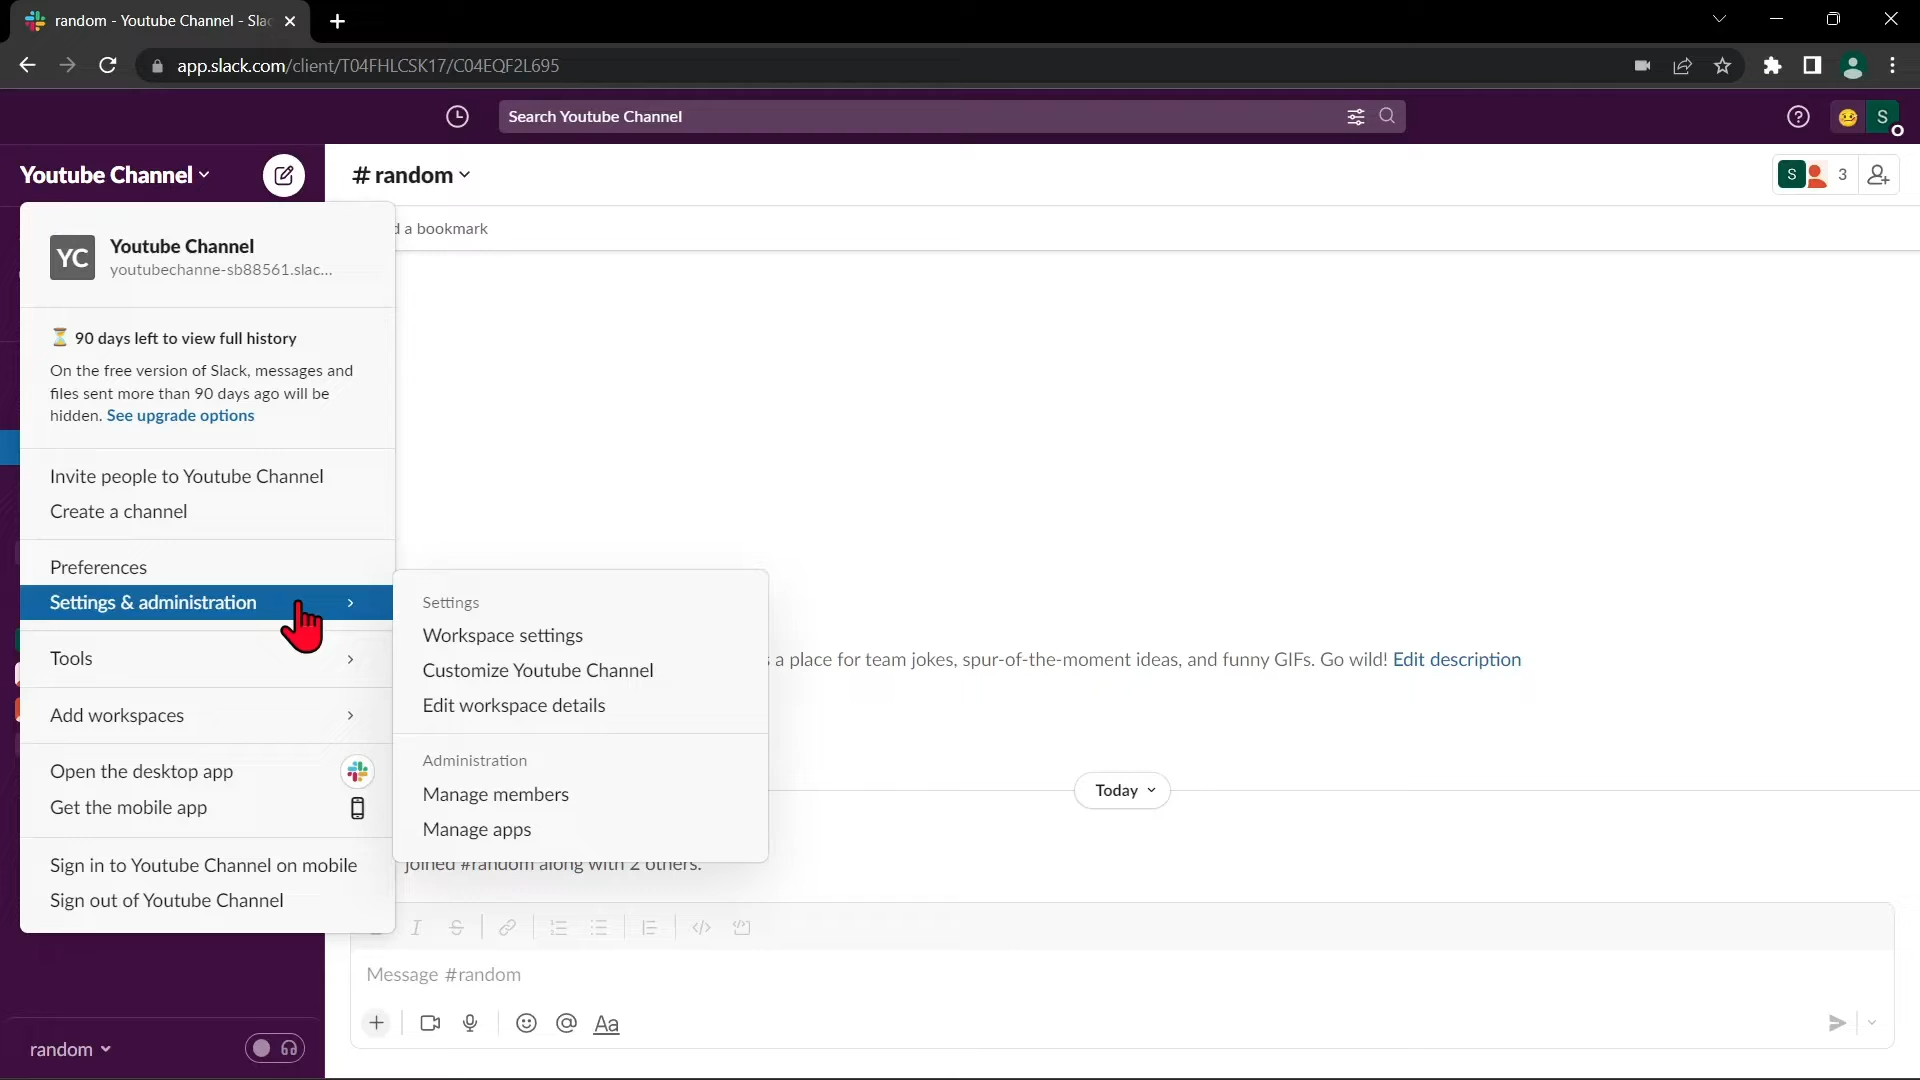 random - Youtube Channel - Slac
app.slack.com/client/T04FHLCSK17/C04EQF2L695
Search Youtube Channel
S
Youtube Channel
# random
S
3
d a bookmark
YC
Youtube Channel
youtubechanne-sb88561.slac...
90 days left to view full history
On the free version of Slack, messages and
files sent more than 90 days ago will be
hidden. See upgrade options
Invite people to Youtube Channel
Create a channel
Preferences
Settings & administration
Tools
Add workspaces
Open the desktop app
Get the mobile app
Sign in to Youtube Channel on mobile
Sign out of Youtube Channel
Settings
Workspace settings
Customize Youtube Channel
Edit workspace details
Administration
Manage members
Manage apps
a place for team jokes, spur-of-the-moment ideas, and funny GIFs. Go wild! Edit description
Today
joined #random along with 2 others.
Message #random
Aa
random